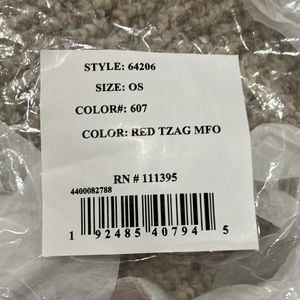 STYLE: 64206
SIZE: OS
COLOR#: 607
COLOR: RED TZAG MFO
RN # 111395
4400082788
1 92485 40794 5